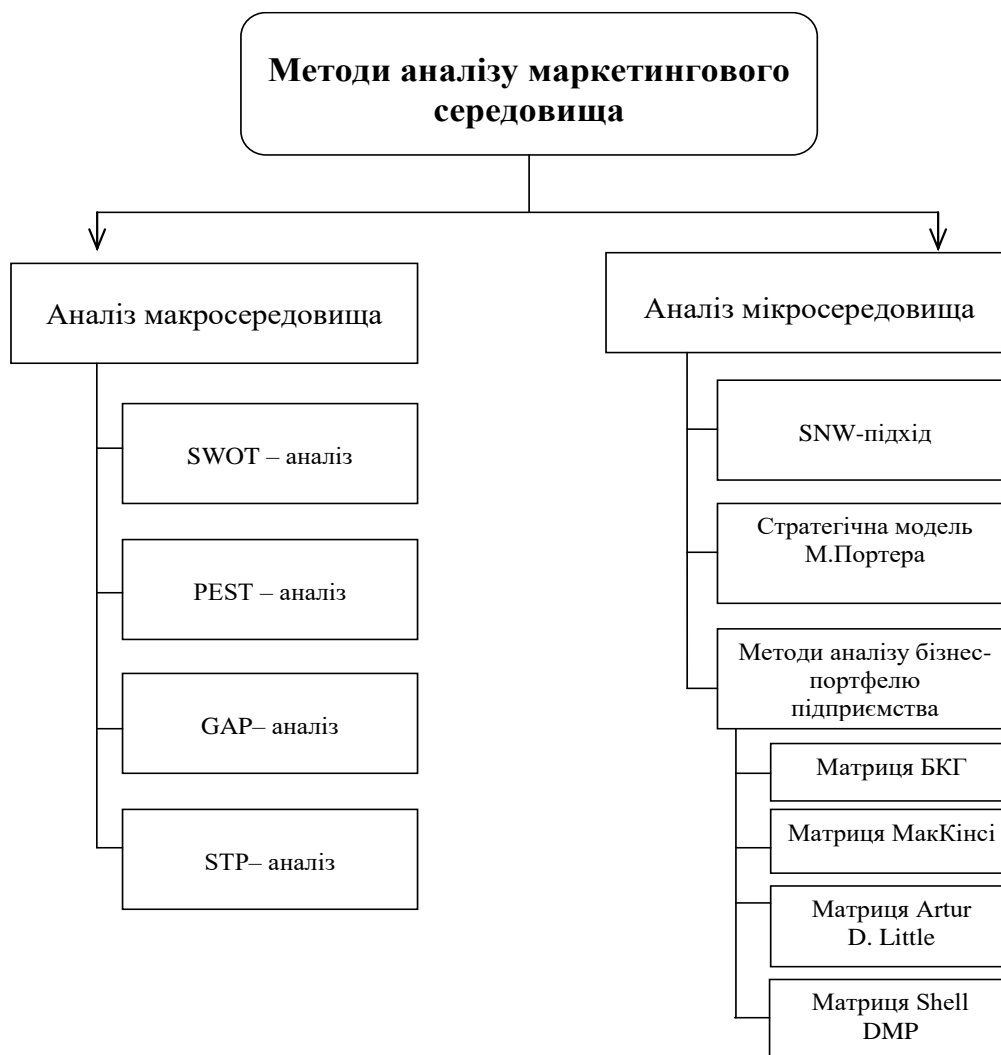 Методи аналізу маркетингового
середовища
Аналіз макросередовища
SWOT – аналіз
PEST – аналіз
GAP– аналіз
STP– аналіз
Аналіз мікросередовища
SNW-підхід
Стратегічна модель
М.Портера
Методи аналізу бізнес-
портфелю
підприємства
Матриця БКГ
Матриця МакКінсі
Матриця Artur
D. Little
Матриця Shell
DMP